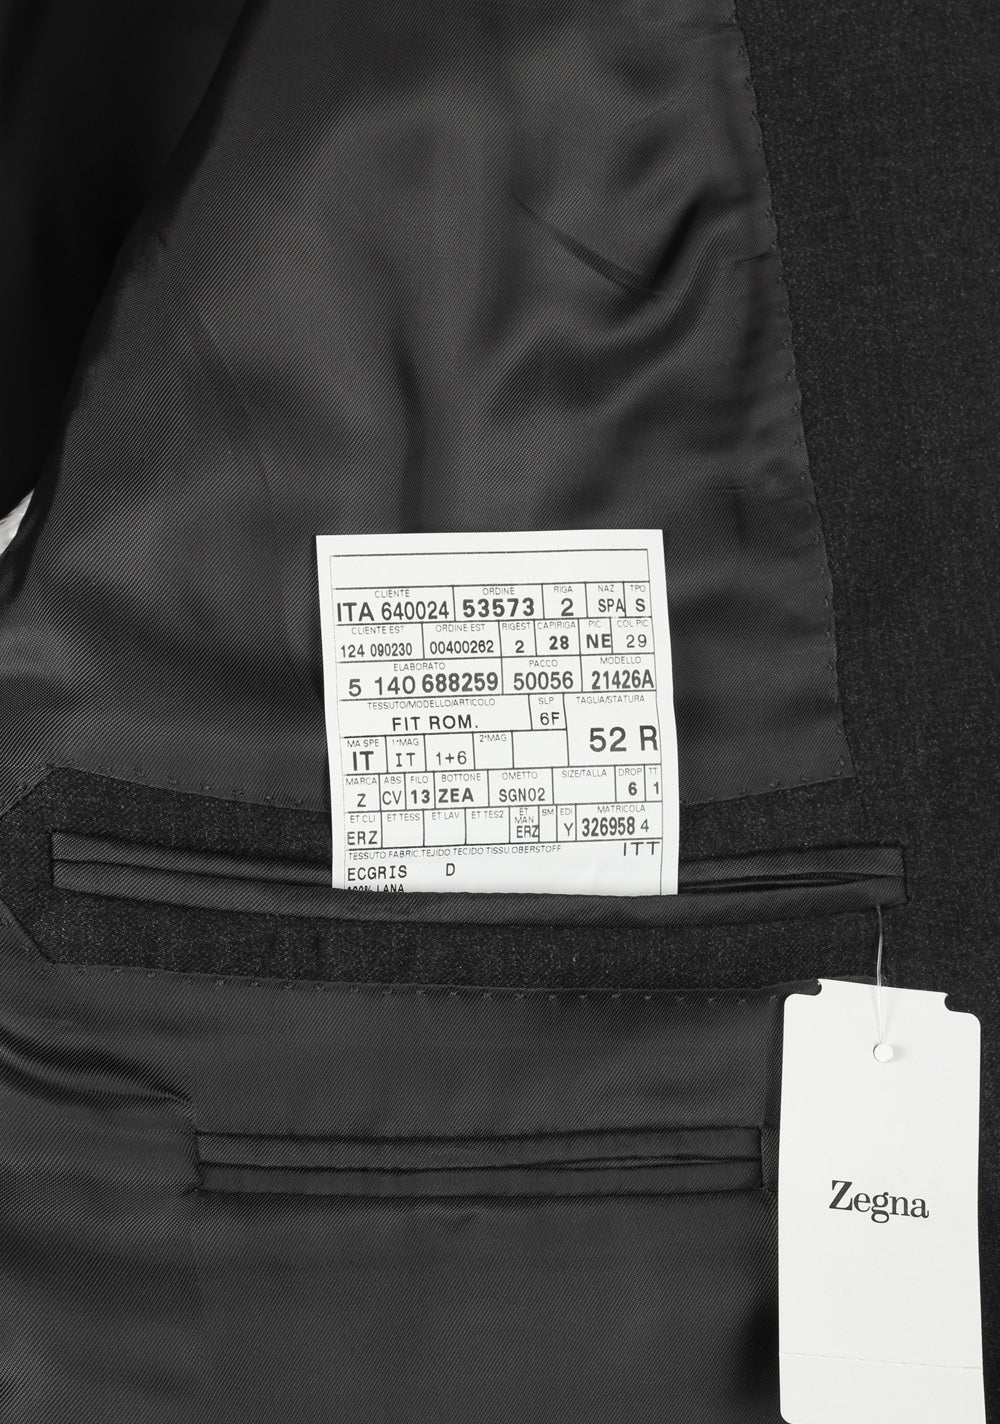 CLIENTE ORDINE RIGA NAZ TPO
ITA 640024 53573 2 SPA S
CLIENTE EST ORDINE EST RIGEST CAPIRIGA PIC COL PIC
124 090230 00400262 2 28 NE 29
ELABORATO PACCO MODELLO
5 140 688259 50056 21426A
TESSUTO/MODELLO/ARTICOLO SLP TAGLIA/STATURA
FIT ROM. 6F 52 R
MA SPE 1°MAG 2°MAG
IT IT 1+6
MARCA ABS FILO BOTTONE OMETTO SIZE/TALLA DROP TT
Z CV 13 ZEA SGN02 6 1
ET CLI ET TESS ET LAV ET TES2 ET MAN SM EDI MATRICOLA
ERZ ERZ Y 326958 4
TESSUTO FABRIC TEJIDO TECIDO TISSU OBERSTOFF ITT
ECGRIS D
100% LANA
Zegna